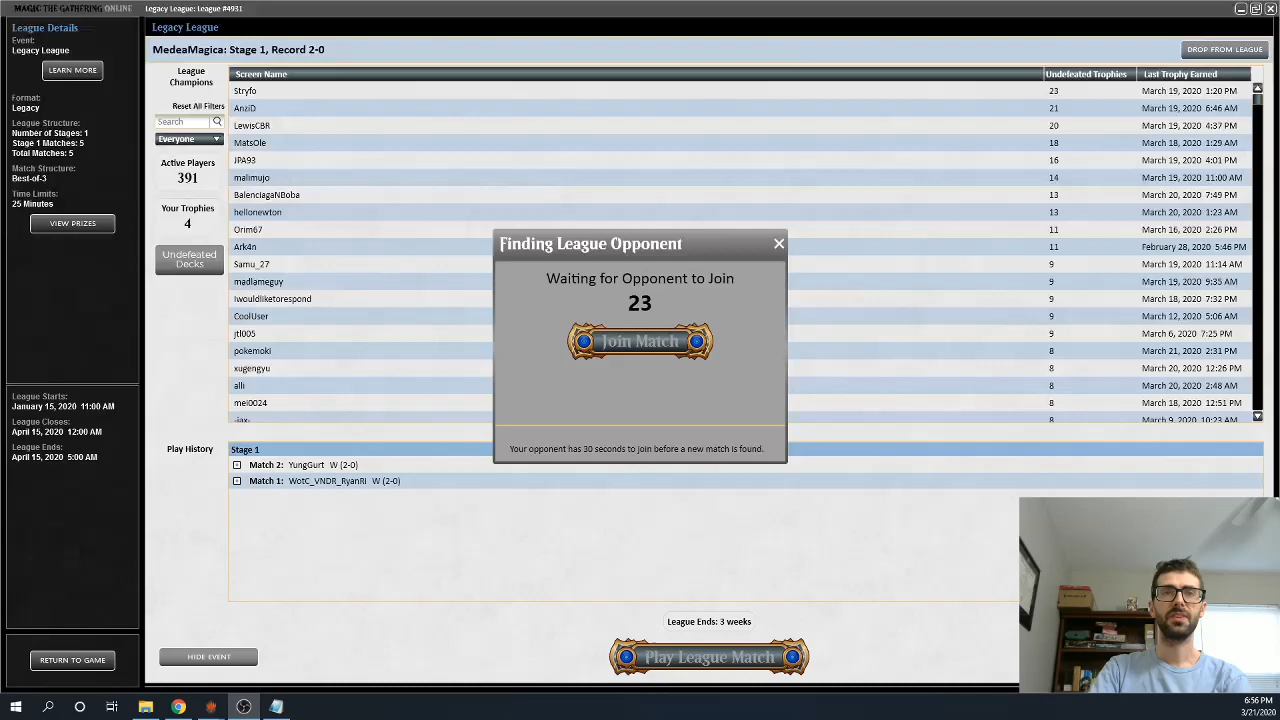 MAGIC THE GATHERING ONLINE
Legacy League: League #4931
League Details
Event:
Legacy League
LEARN MORE
Format:
Legacy
League Structure:
Number of Stages: 1
Stage 1 Matches: 5
Total Matches: 5
Match Structure:
Best-of-3
Time Limits:
25 Minutes
VIEW PRIZES
League Starts:
January 15, 2020 11:00 AM
League Closes:
April 15, 2020 12:00 AM
League Ends:
April 15, 2020 5:00 AM
RETURN TO GAME
Legacy League
MedeaMagica: Stage 1, Record 2-0
DROP FROM LEAGUE
League
Champions
Reset All Filters
Search
Everyone
Active Players
391
Your Trophies
4
Undefeated
Decks
Screen Name Undefeated Trophies Last Trophy Earned
Stryfo 23 March 19, 2020 1:20 PM
AnziD 21 March 19, 2020 6:46 AM
LewisCBR 20 March 19, 2020 4:37 PM
MatsOle 18 March 18, 2020 1:29 AM
JPA93 16 March 19, 2020 4:01 PM
malimujo 14 March 19, 2020 11:00 AM
BalenciagaNBoba 13 March 20, 2020 7:49 PM
hellonewton 13 March 20, 2020 1:23 AM
Orim67 11 March 16, 2020 2:26 PM
Ark4n 11 February 28, 2020 5:46 PM
Samu_27 9 March 19, 2020 11:14 AM
madlameguy 9 March 19, 2020 9:35 AM
Iwouldliketorespond 9 March 18, 2020 7:32 PM
CoolUser 9 March 12, 2020 5:06 AM
jtl005 9 March 6, 2020 7:25 PM
pokemoki 8 March 21, 2020 2:31 PM
xugengyu 8 March 20, 2020 12:26 PM
alli 8 March 20, 2020 2:48 AM
mei0024 8 March 18, 2020 12:51 PM
-jax- 8 March 9, 2020 10:23 AM
Finding League Opponent
Waiting for Opponent to Join
23
Join Match
Your opponent has 30 seconds to join before a new match is found.
Play History
Stage 1
Match 2: YungGurt W (2-0)
Match 1: WotC_VNDR_RyanRi W (2-0)
League Ends: 3 weeks
HIDE EVENT
Play League Match
6:56 PM
3/21/2020